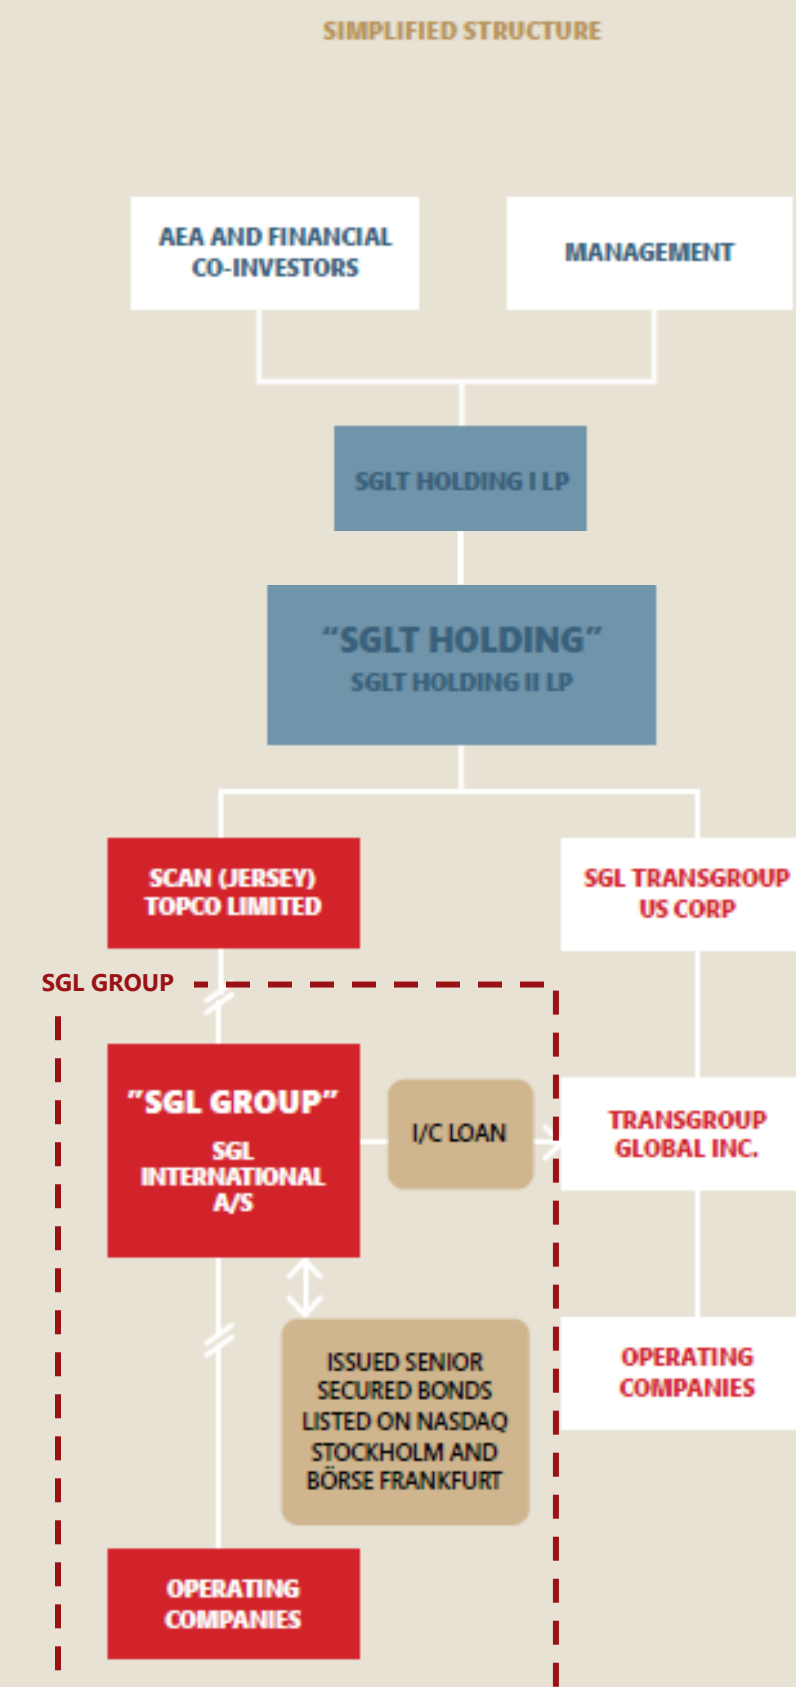 SIMPLIFIED STRUCTURE
AEA AND FINANCIAL
CO-INVESTORS
MANAGEMENT
SGLT HOLDING I LP
“SGLT HOLDING”
SGLT HOLDING II LP
SCAN (JERSEY)
TOPCO LIMITED
SGL TRANSGROUP
US CORP
SGL GROUP
”SGL GROUP”
SGL
INTERNATIONAL
A/S
I/C LOAN
TRANSGROUP
GLOBAL INC.
ISSUED SENIOR
SECURED BONDS
LISTED ON NASDAQ
STOCKHOLM AND
BÖRSE FRANKFURT
OPERATING
COMPANIES
OPERATING
COMPANIES